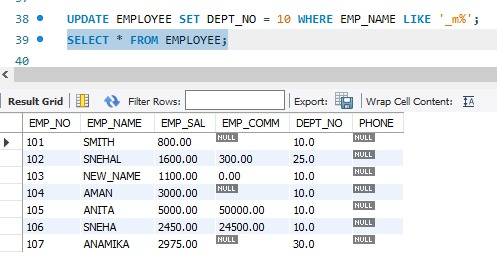 38 UPDATE EMPLOYEE SET DEPT_NO = 10 WHERE EMP_NAME LIKE '_m%';
39 SELECT * FROM EMPLOYEE;
40
Result Grid Filter Rows: Export: Wrap Cell Content: IA
EMP_NO EMP_NAME EMP_SAL EMP_COMM DEPT_NO PHONE
101 SMITH 800.00 NULL 10.0 NULL
102 SNEHAL 1600.00 300.00 25.0 NULL
103 NEW_NAME 1100.00 0.00 10.0 NULL
104 AMAN 3000.00 NULL 10.0 NULL
105 ANITA 5000.00 50000.00 10.0 NULL
106 SNEHA 2450.00 24500.00 10.0 NULL
107 ANAMIKA 2975.00 NULL 30.0 NULL